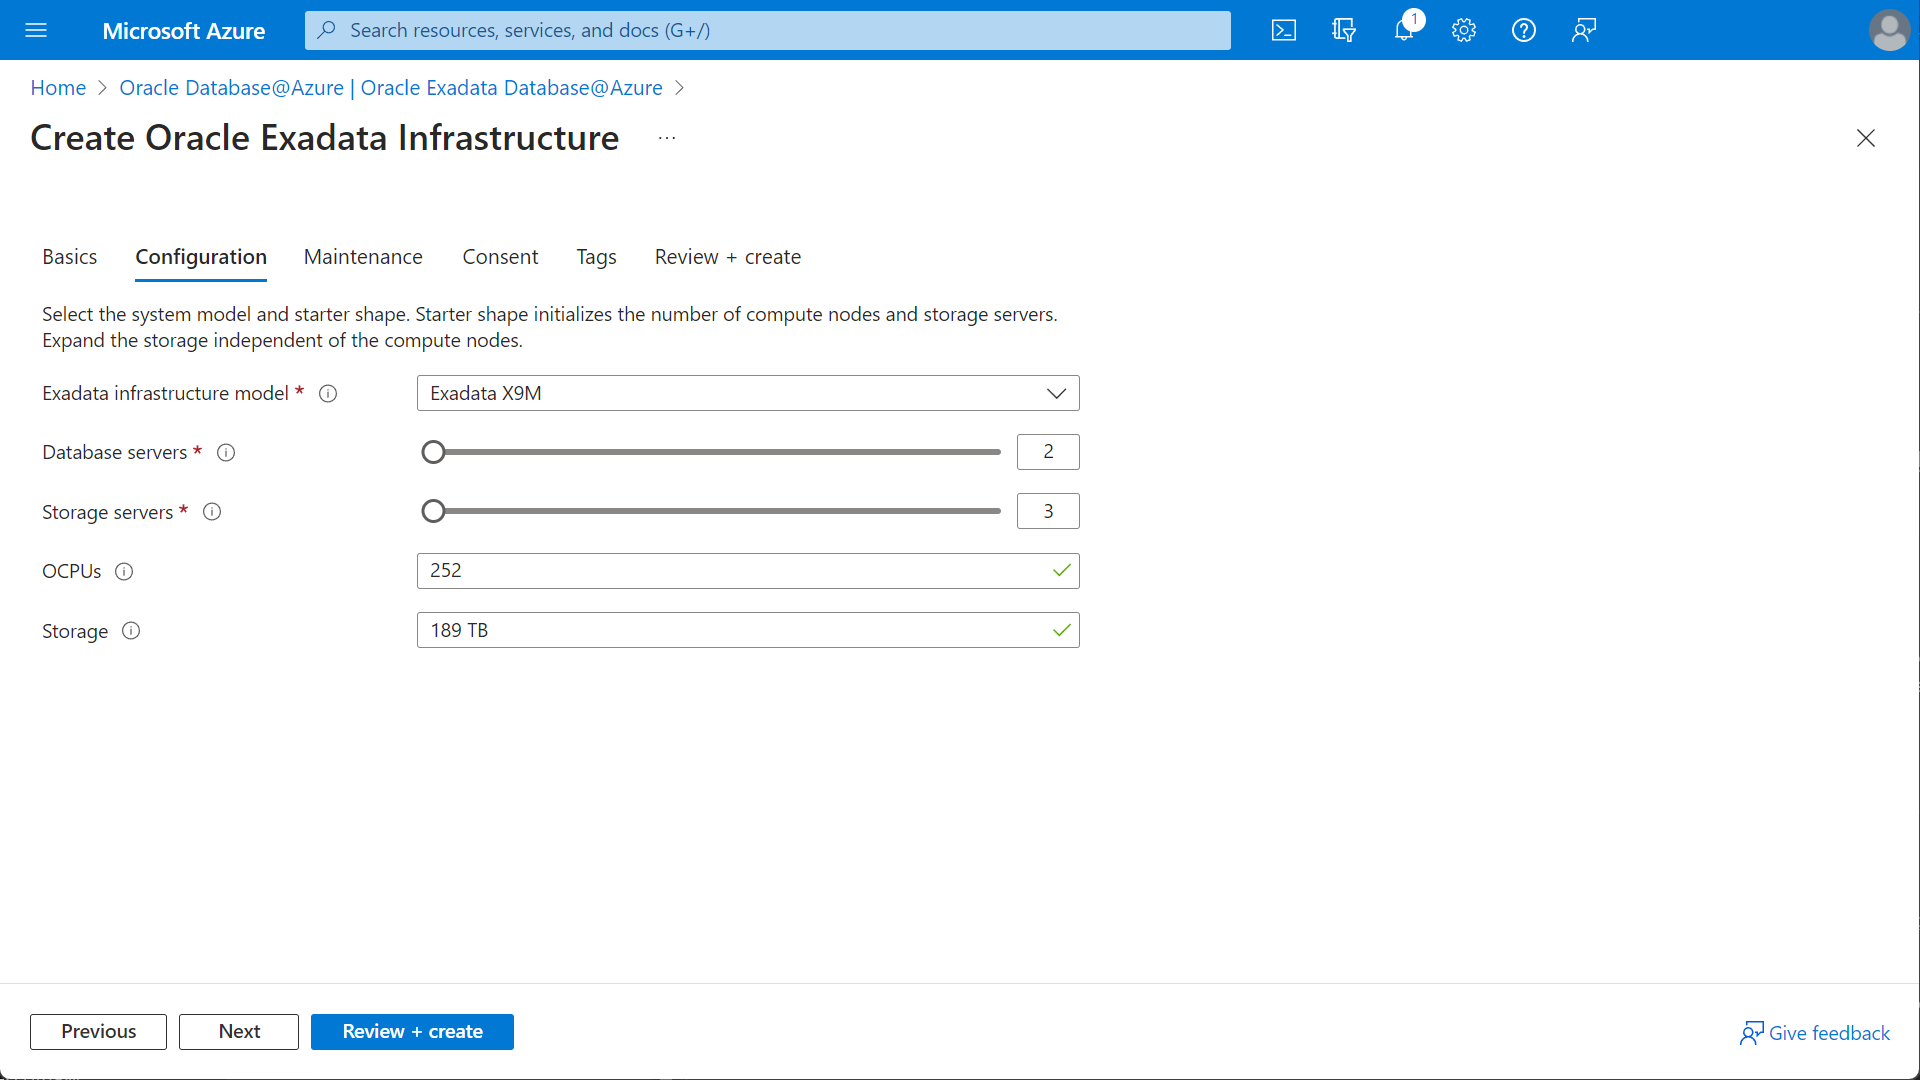 Microsoft Azure
Search resources, services, and docs (G+/)
1
Home > Oracle Database@Azure | Oracle Exadata Database@Azure >
Create Oracle Exadata Infrastructure ...
Basics Configuration Maintenance Consent Tags Review + create
Select the system model and starter shape. Starter shape initializes the number of compute nodes and storage servers.
Expand the storage independent of the compute nodes.
Exadata infrastructure model * Exadata X9M
Database servers * 2
Storage servers * 3
OCPUs 252
Storage 189 TB
Previous Next Review + create Give feedback